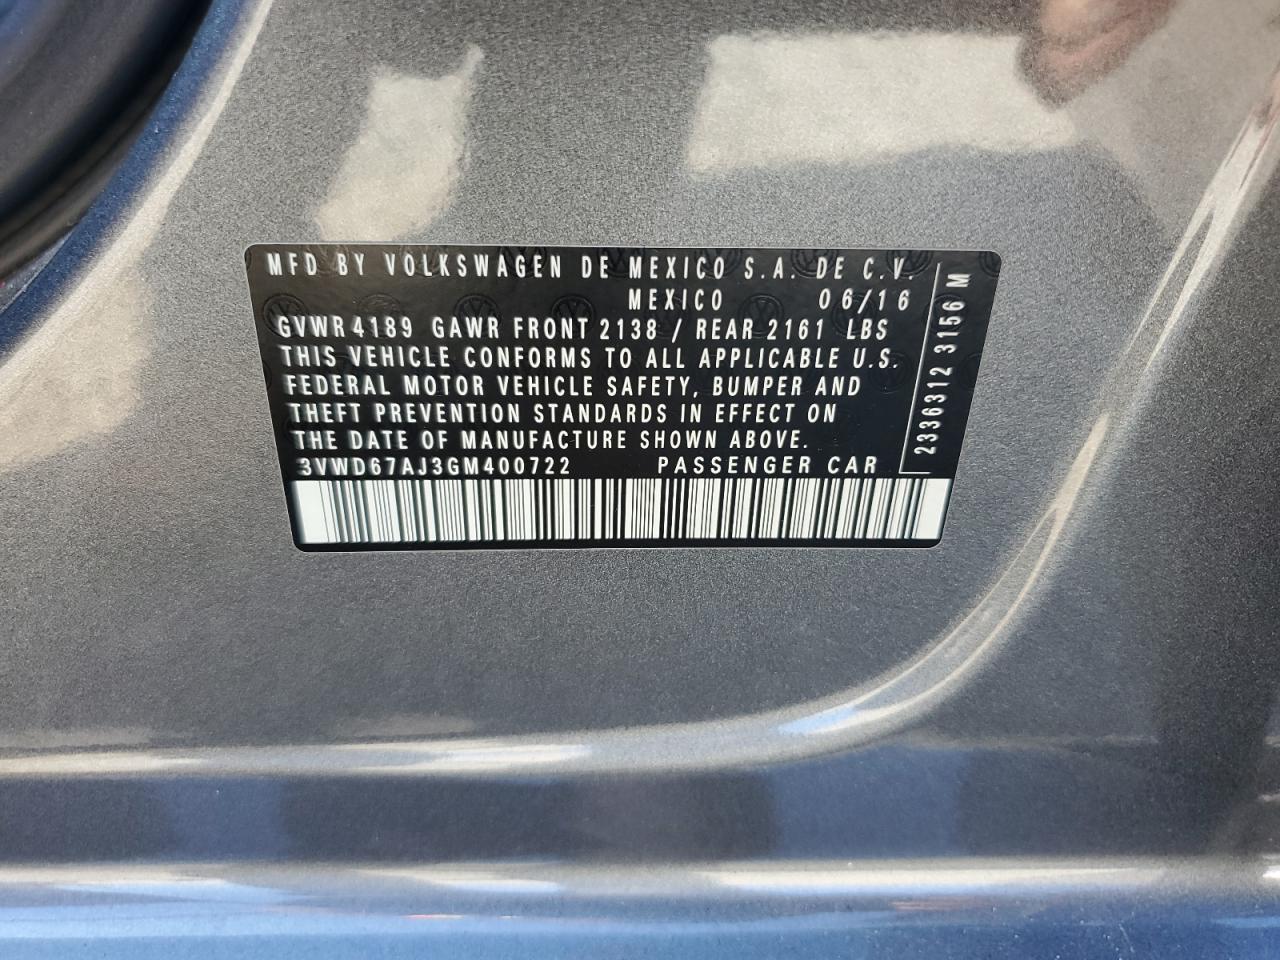 MFD BY VOLKSWAGEN DE MEXICO S.A. DE C.V.
MEXICO 06/16
GVWR 4189 GAWR FRONT 2138 / REAR 2161 LBS
THIS VEHICLE CONFORMS TO ALL APPLICABLE U.S.
FEDERAL MOTOR VEHICLE SAFETY, BUMPER AND
THEFT PREVENTION STANDARDS IN EFFECT ON
THE DATE OF MANUFACTURE SHOWN ABOVE.
3VWD67AJ3GM400722 PASSENGER CAR
2336312 3156 M